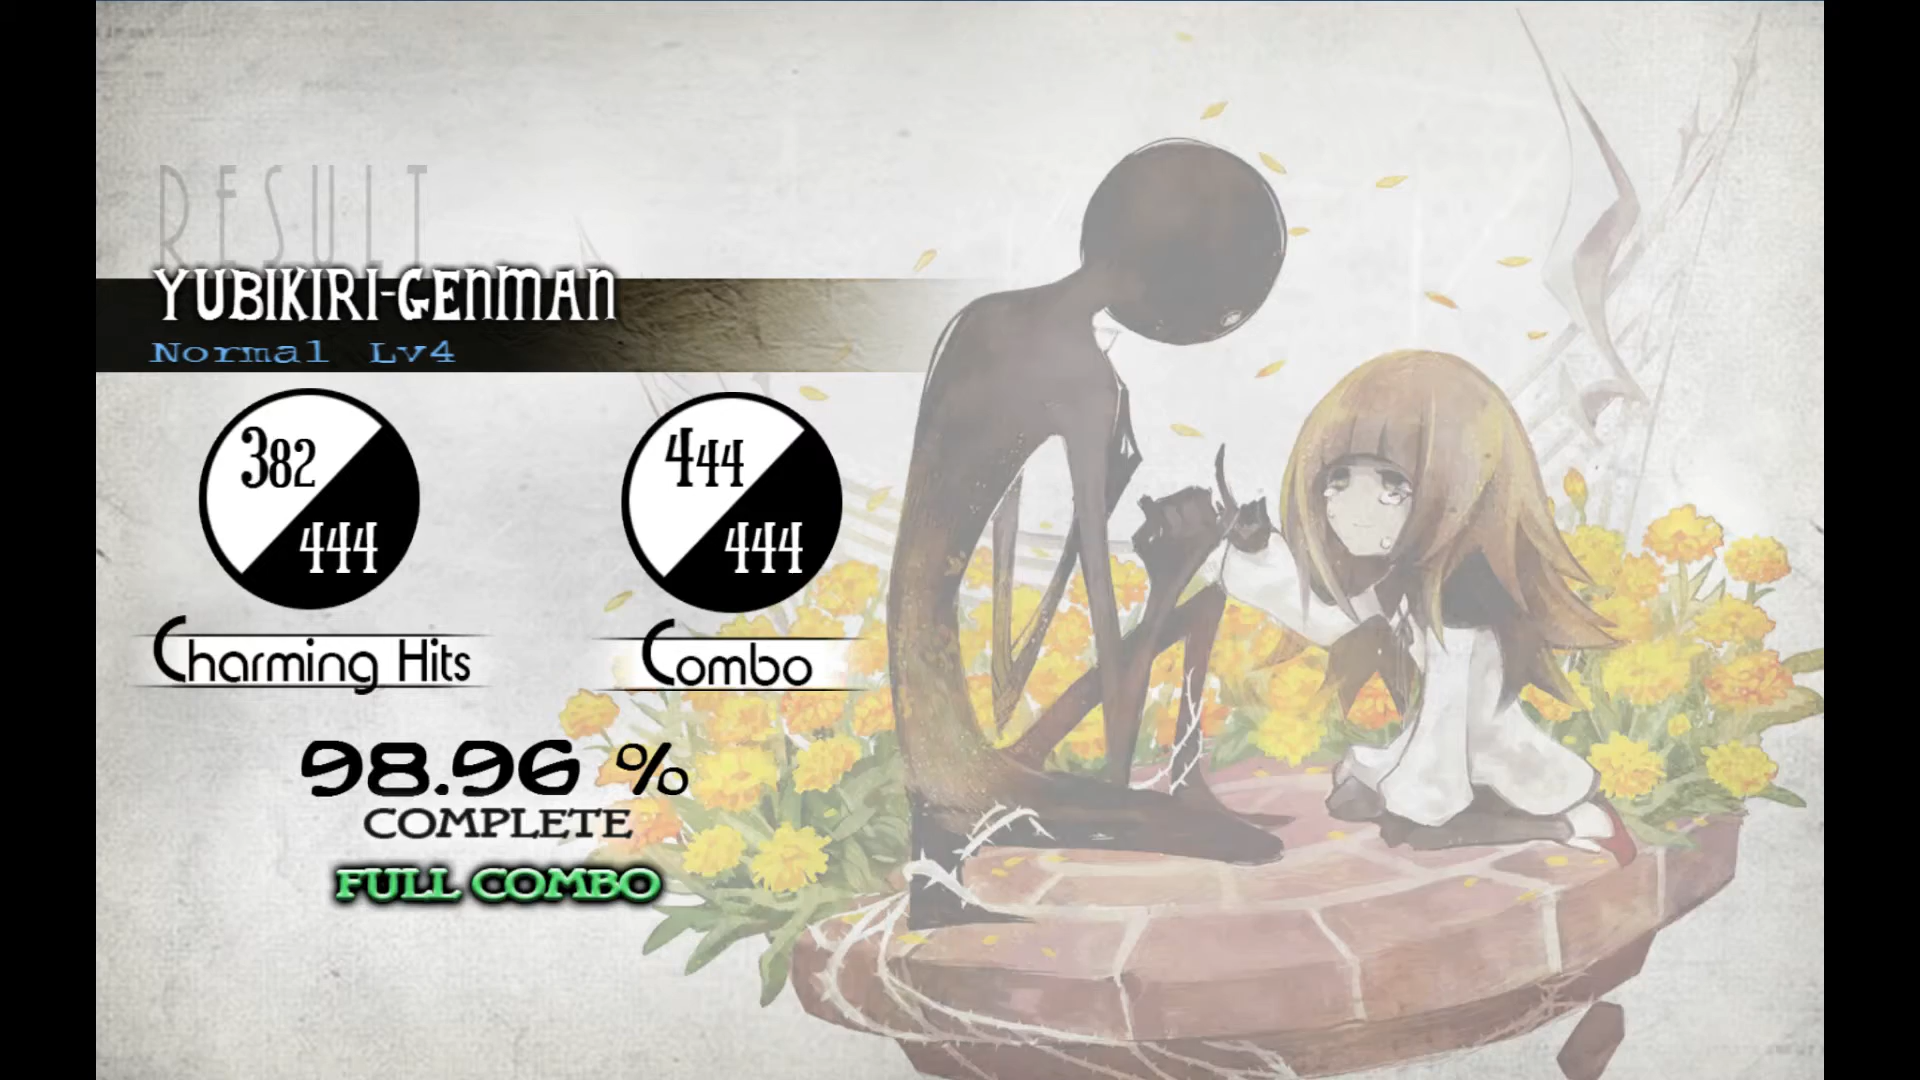 RESULT
YUBIKIRI-GENMAN
Normal Lv4
382
444
Charming Hits
444
444
Combo
98.96 %
COMPLETE
FULL COMBO